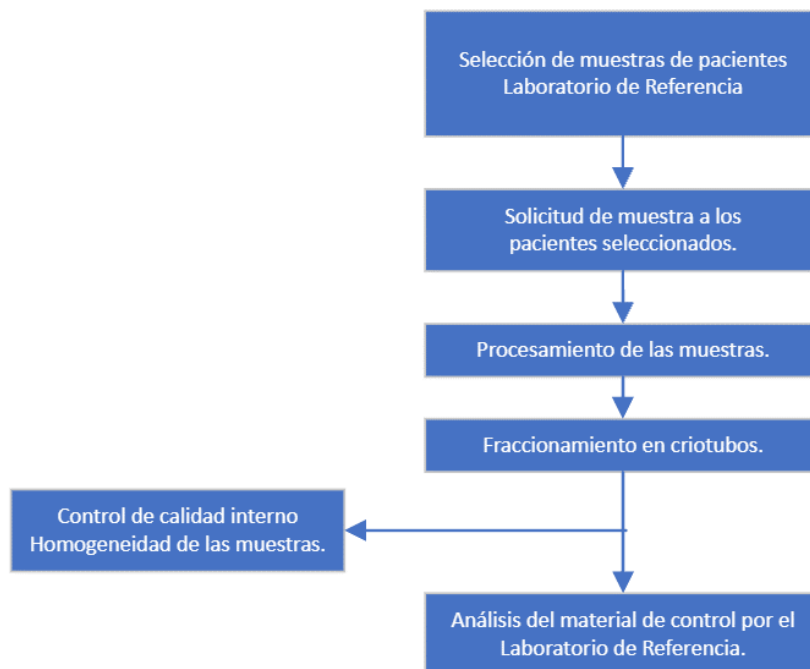 Selección de muestras de pacientes
Laboratorio de Referencia
Solicitud de muestra a los
pacientes seleccionados.
Procesamiento de las muestras.
Fraccionamiento en criotubos.
Control de calidad interno
Homogeneidad de las muestras.
Análisis del material de control por el
Laboratorio de Referencia.